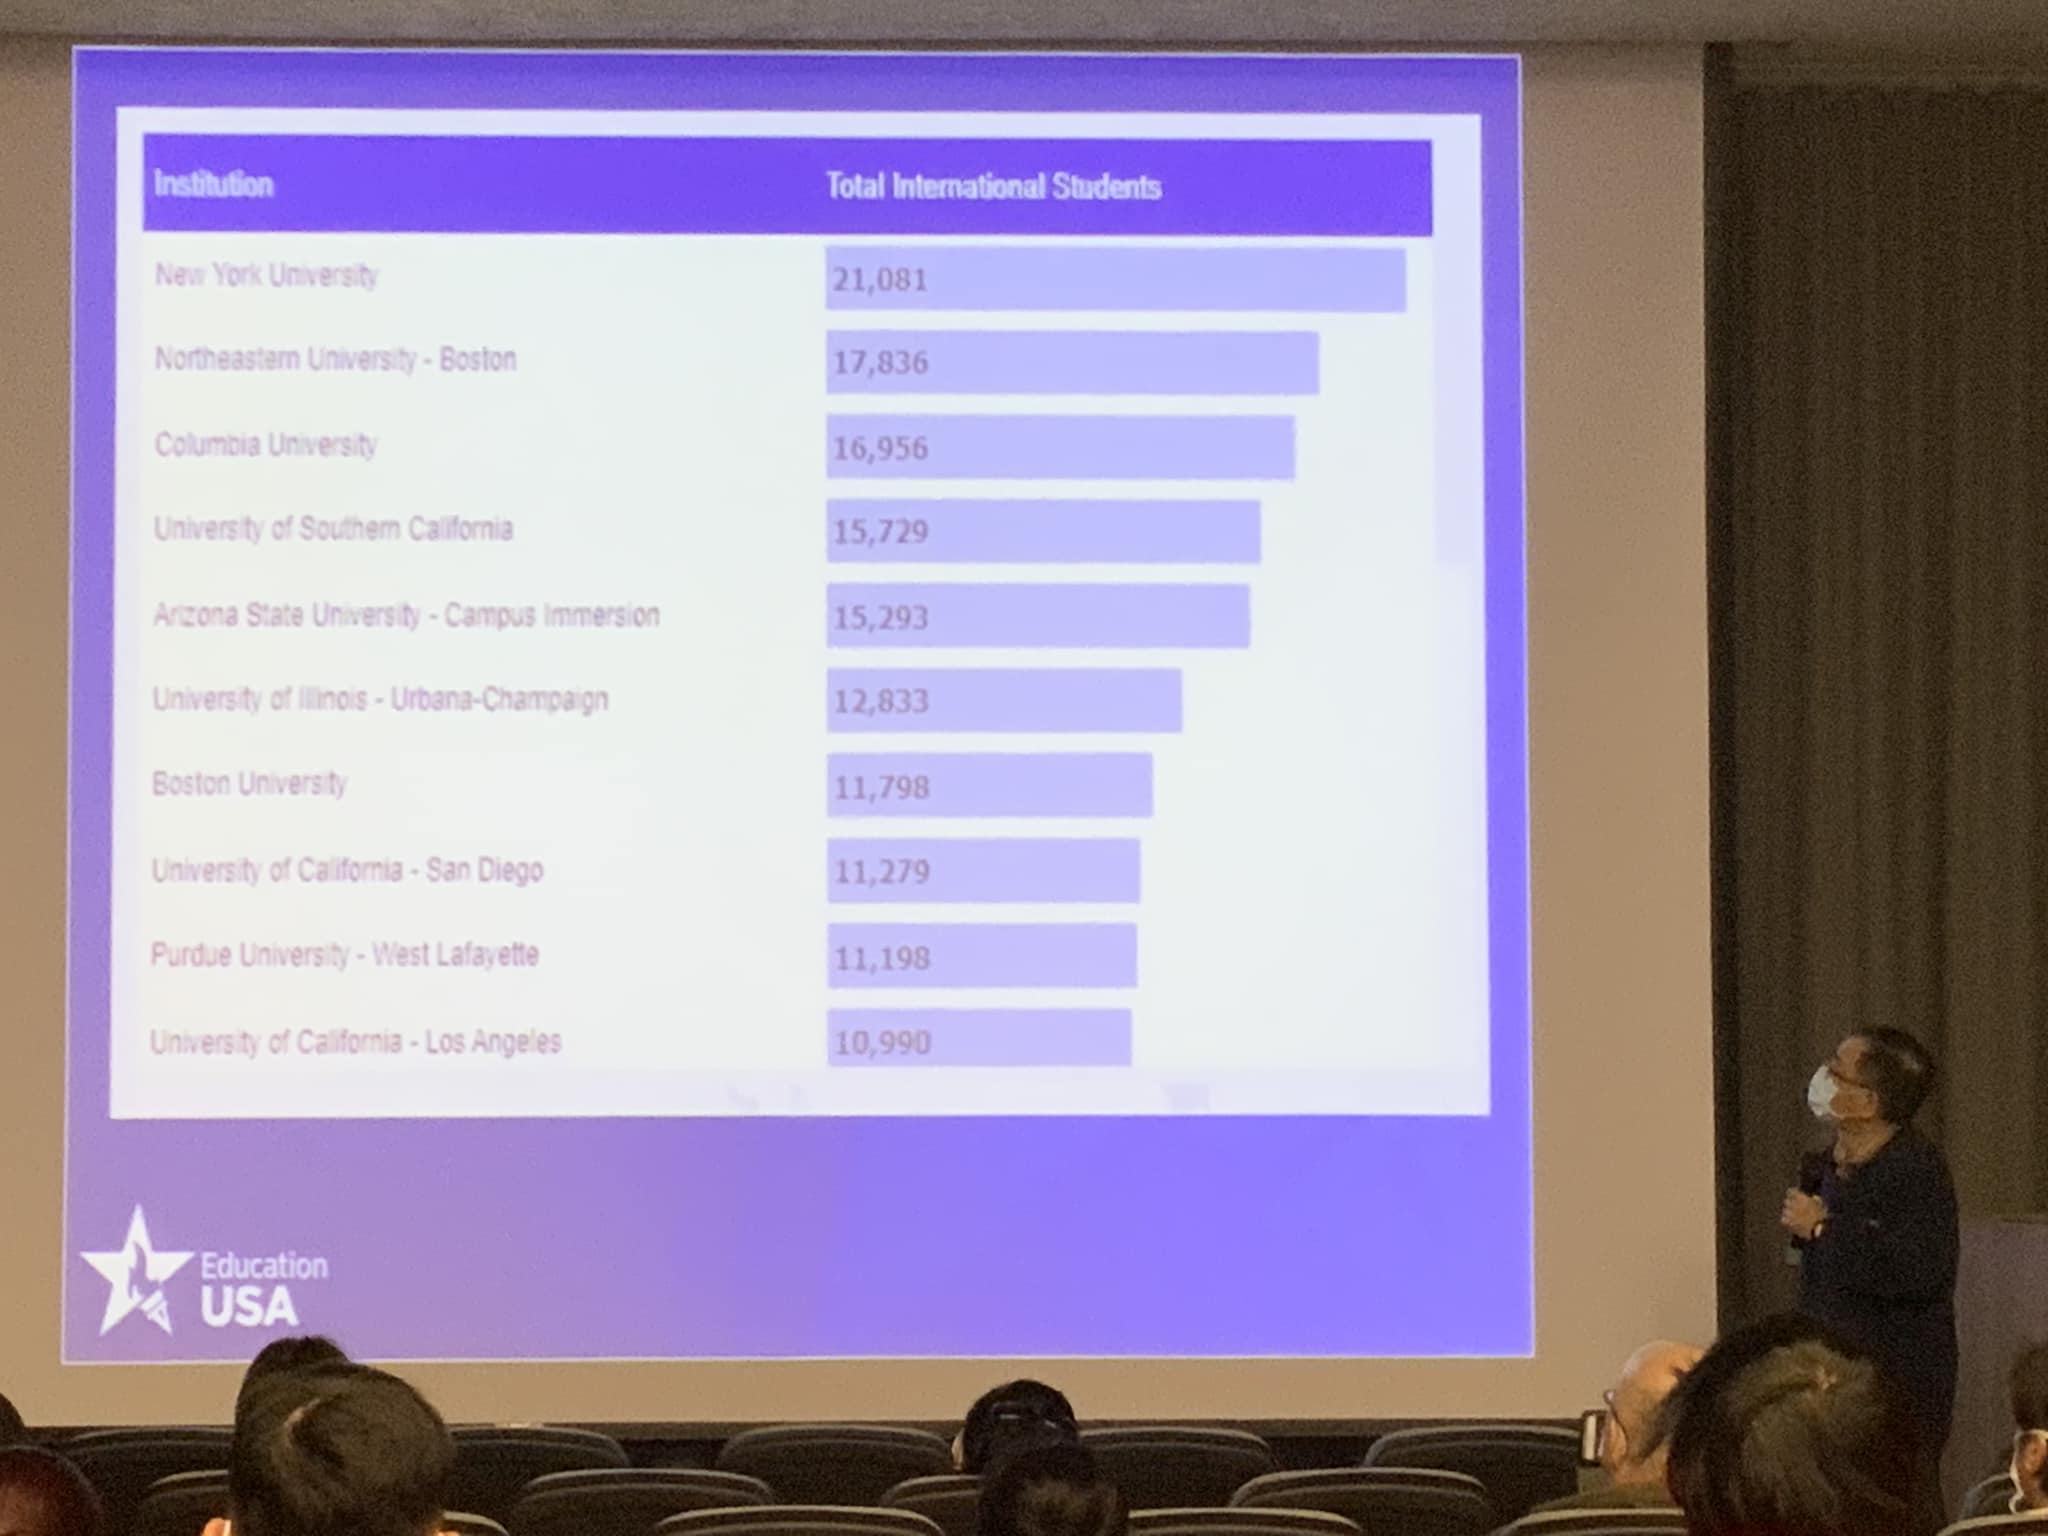 Institution Total International Students
New York University 21,081
Northeastern University - Boston 17,836
Columbia University 16,956
University of Southern California 15,729
Arizona State University - Campus Immersion 15,293
University of Illinois - Urbana-Champaign 12,833
Boston University 11,798
University of California - San Diego 11,279
Purdue University - West Lafayette 11,198
University of California - Los Angeles 10,990
Education
USA